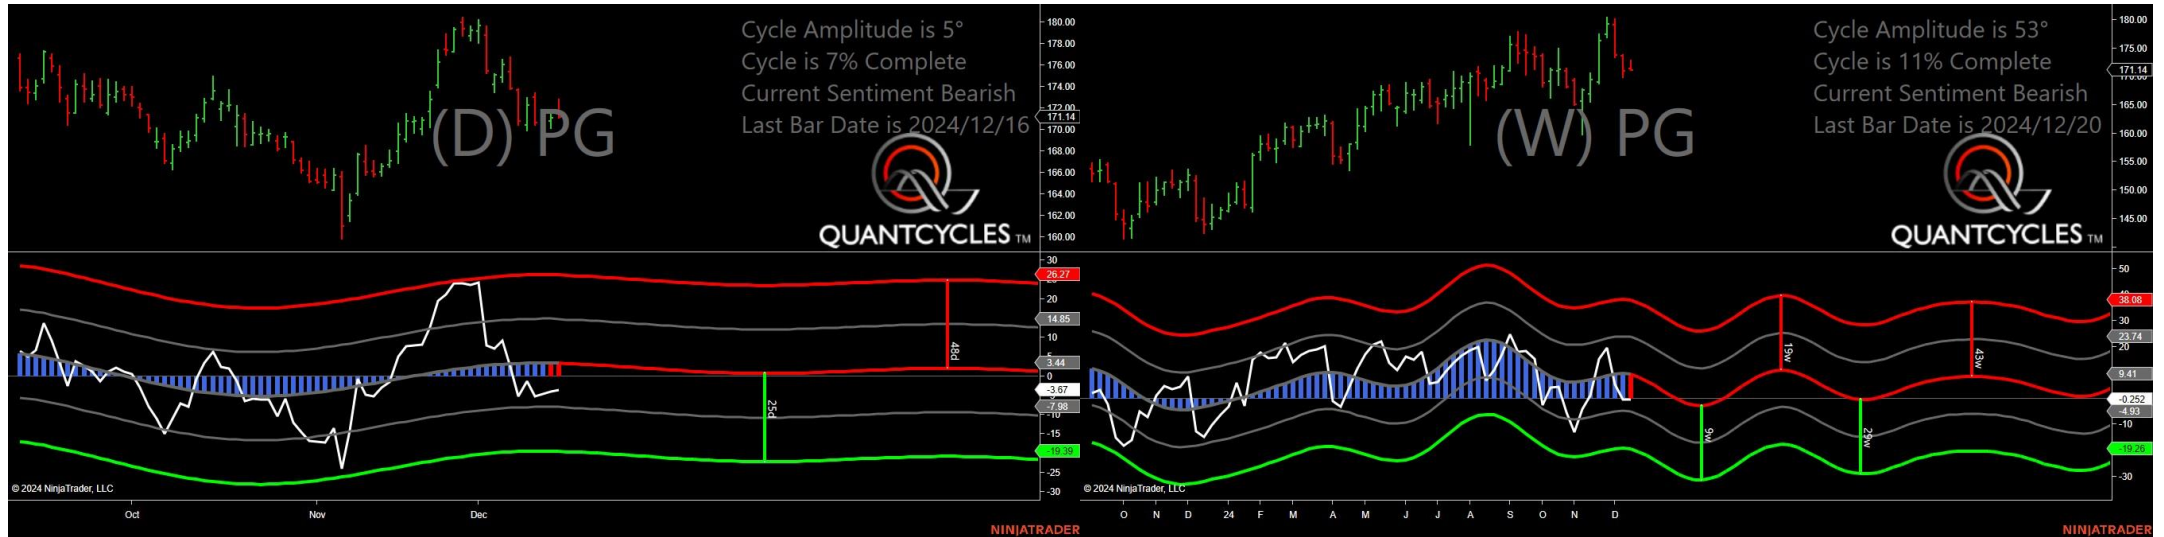 Cycle Amplitude is 5°
Cycle is 7% Complete
Current Sentiment Bearish
Last Bar Date is 2024/12/16
(D) PG
QUANTCYCLES TM
180.00
178.00
176.00
174.00
172.00
171.14
170.00
168.00
166.00
164.00
162.00
160.00
30
26.27
20
14.85
10
3.44
0
-3.67
-7.98
-10
-15
-19.39
-25
-30
48d
25d
© 2024 NinjaTrader, LLC
Oct
Nov
Dec
NINJATRADER
Cycle Amplitude is 53°
Cycle is 11% Complete
Current Sentiment Bearish
Last Bar Date is 2024/12/20
(W) PG
QUANTCYCLES TM
180.00
175.00
171.14
165.00
160.00
155.00
150.00
145.00
50
38.08
30
23.74
20
9.41
-0.252
-4.93
-10
-19.26
-30
19w
43w
9w
29w
© 2024 NinjaTrader, LLC
O N D 24 F M A M J J A S O N D
NINJATRADER